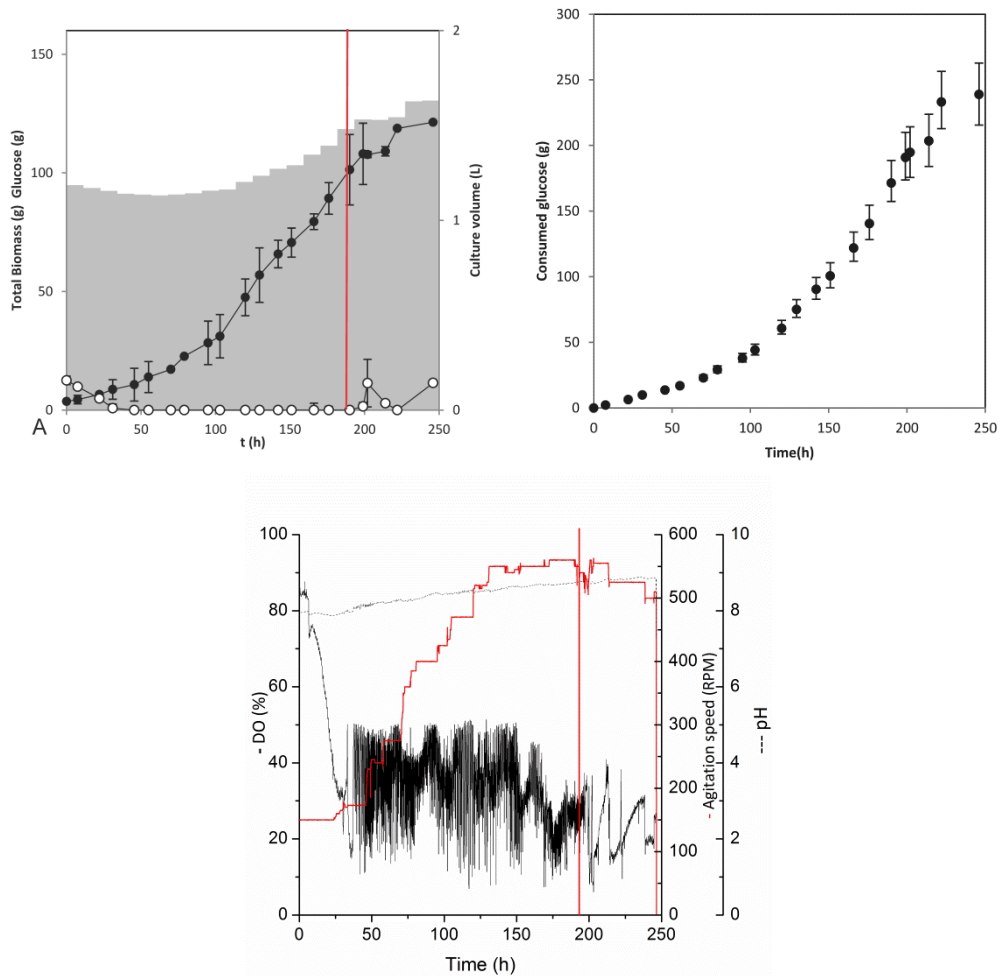 150
100
50
0
Total Biomass (g) Glucose (g)
2
1
0
Culture volume (L)
0 50 100 150 200 250
t (h)
A
300
250
200
150
100
50
0
Consumed glucose (g)
0 50 100 150 200 250
Time(h)
100
80
60
40
20
0
- DO (%)
600
500
400
300
200
100
0
- Agitation speed (RPM)
10
8
6
4
2
0
--- pH
0 50 100 150 200 250
Time (h)